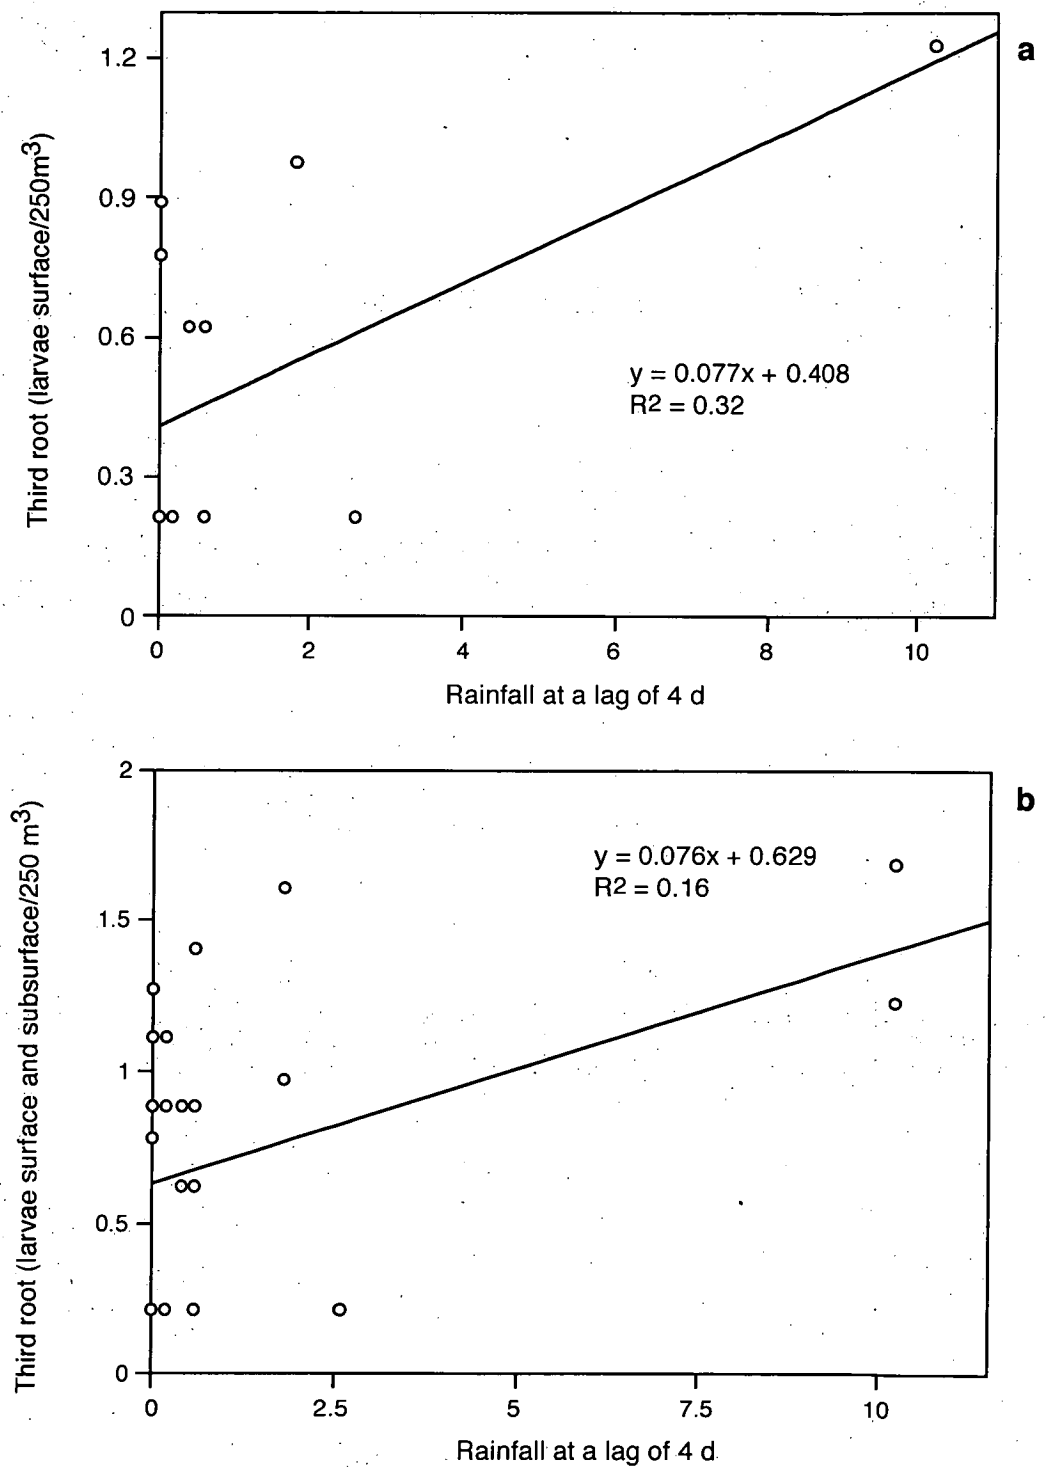 a
1.2
0.9
0.6
0.3
0
Third root (larvae surface/250m3)
y = 0.077x + 0.408
R2 = 0.32
0 2 4 6 8 10
Rainfall at a lag of 4 d
b
2
1.5
1
0.5
0
Third root (larvae surface and subsurface/250 m3)
y = 0.076x + 0.629
R2 = 0.16
0 2.5 5 7.5 10
Rainfall at a lag of 4 d